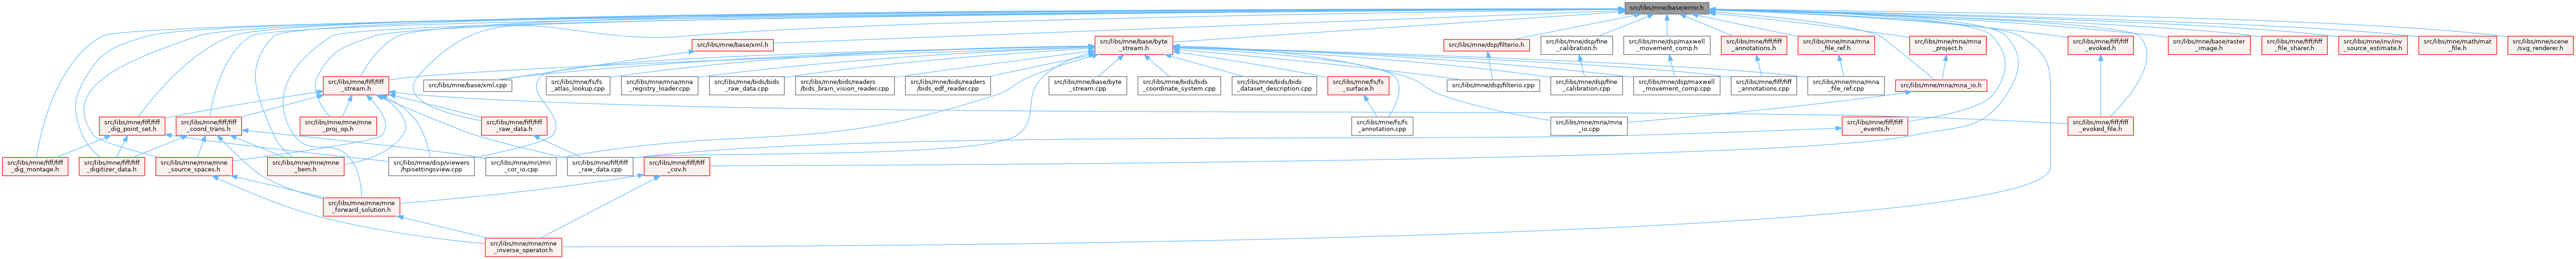 src/libs/mne/base/error.h
src/libs/mne/base/xml.h
src/libs/mne/base/byte
_stream.h
src/libs/mne/dsp/filterio.h
src/libs/mne/dsp/fine
_calibration.h
src/libs/mne/dsp/maxwell
_movement_comp.h
src/libs/mne/fiff/fiff
_annotations.h
src/libs/mne/mna/mna
_file_ref.h
src/libs/mne/mna/mna
_project.h
src/libs/mne/fiff/fiff
_evoked.h
src/libs/mne/base/raster
_image.h
src/libs/mne/fiff/fiff
_file_sharer.h
src/libs/mne/inv/inv
_source_estimate.h
src/libs/mne/math/mat
_file.h
src/libs/mne/scene
/svg_renderer.h
src/libs/mne/fiff/fiff
_stream.h
src/libs/mne/base/xml.cpp
src/libs/mne/fs/fs
_atlas_lookup.cpp
src/libs/mne/mna/mna
_registry_loader.cpp
src/libs/mne/bids/bids
_raw_data.cpp
src/libs/mne/bids/readers
/bids_brain_vision_reader.cpp
src/libs/mne/bids/readers
/bids_edf_reader.cpp
src/libs/mne/base/byte
_stream.cpp
src/libs/mne/bids/bids
_coordinate_system.cpp
src/libs/mne/bids/bids
_dataset_description.cpp
src/libs/mne/fs/fs
_surface.h
src/libs/mne/dsp/filterio.cpp
src/libs/mne/dsp/fine
_calibration.cpp
src/libs/mne/dsp/maxwell
_movement_comp.cpp
src/libs/mne/fiff/fiff
_annotations.cpp
src/libs/mne/mna/mna
_file_ref.cpp
src/libs/mne/mna/mna_io.h
src/libs/mne/fiff/fiff
_dig_point_set.h
src/libs/mne/fiff/fiff
_coord_trans.h
src/libs/mne/mne/mne
_proj_op.h
src/libs/mne/fiff/fiff
_raw_data.h
src/libs/mne/fs/fs
_annotation.cpp
src/libs/mne/mna/mna
_io.cpp
src/libs/mne/fiff/fiff
_events.h
src/libs/mne/fiff/fiff
_evoked_file.h
src/libs/mne/fiff/fiff
_dig_montage.h
src/libs/mne/fiff/fiff
_digitizer_data.h
src/libs/mne/mne/mne
_source_spaces.h
src/libs/mne/mne/mne
_bem.h
src/libs/mne/disp/viewers
/hpisettingsview.cpp
src/libs/mne/mri/mri
_cor_io.cpp
src/libs/mne/fiff/fiff
_raw_data.cpp
src/libs/mne/fiff/fiff
_cov.h
src/libs/mne/mne/mne
_forward_solution.h
src/libs/mne/mne/mne
_inverse_operator.h